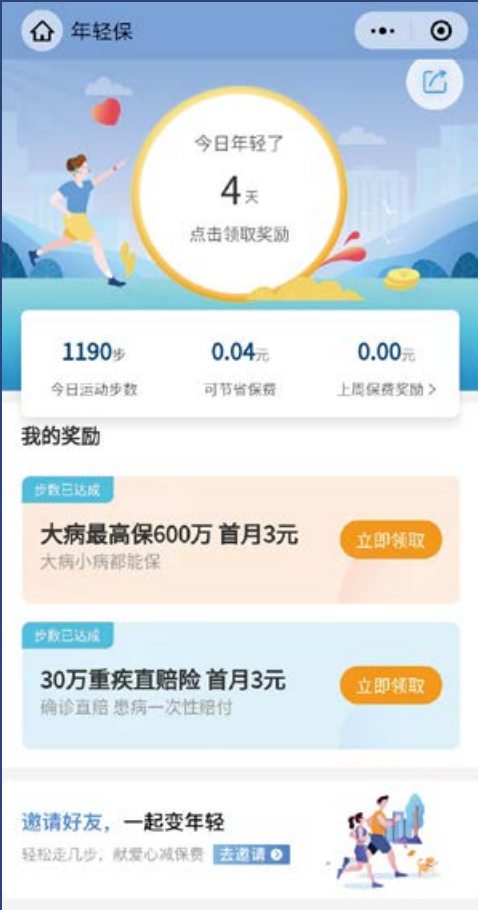 年轻保
今日年轻了
4天
点击领取奖励
1190步
0.04元
0.00元
今日运动步数
可节省保费
上周保费奖励 >
我的奖励
步数已达成
大病最高保600万 首月3元
大病小病都能保
立即领取
步数已达成
30万重疾直赔险 首月3元
确诊直赔 患病一次性赔付
立即领取
邀请好友，一起变年轻
轻松走几步，献爱心减保费 去邀请